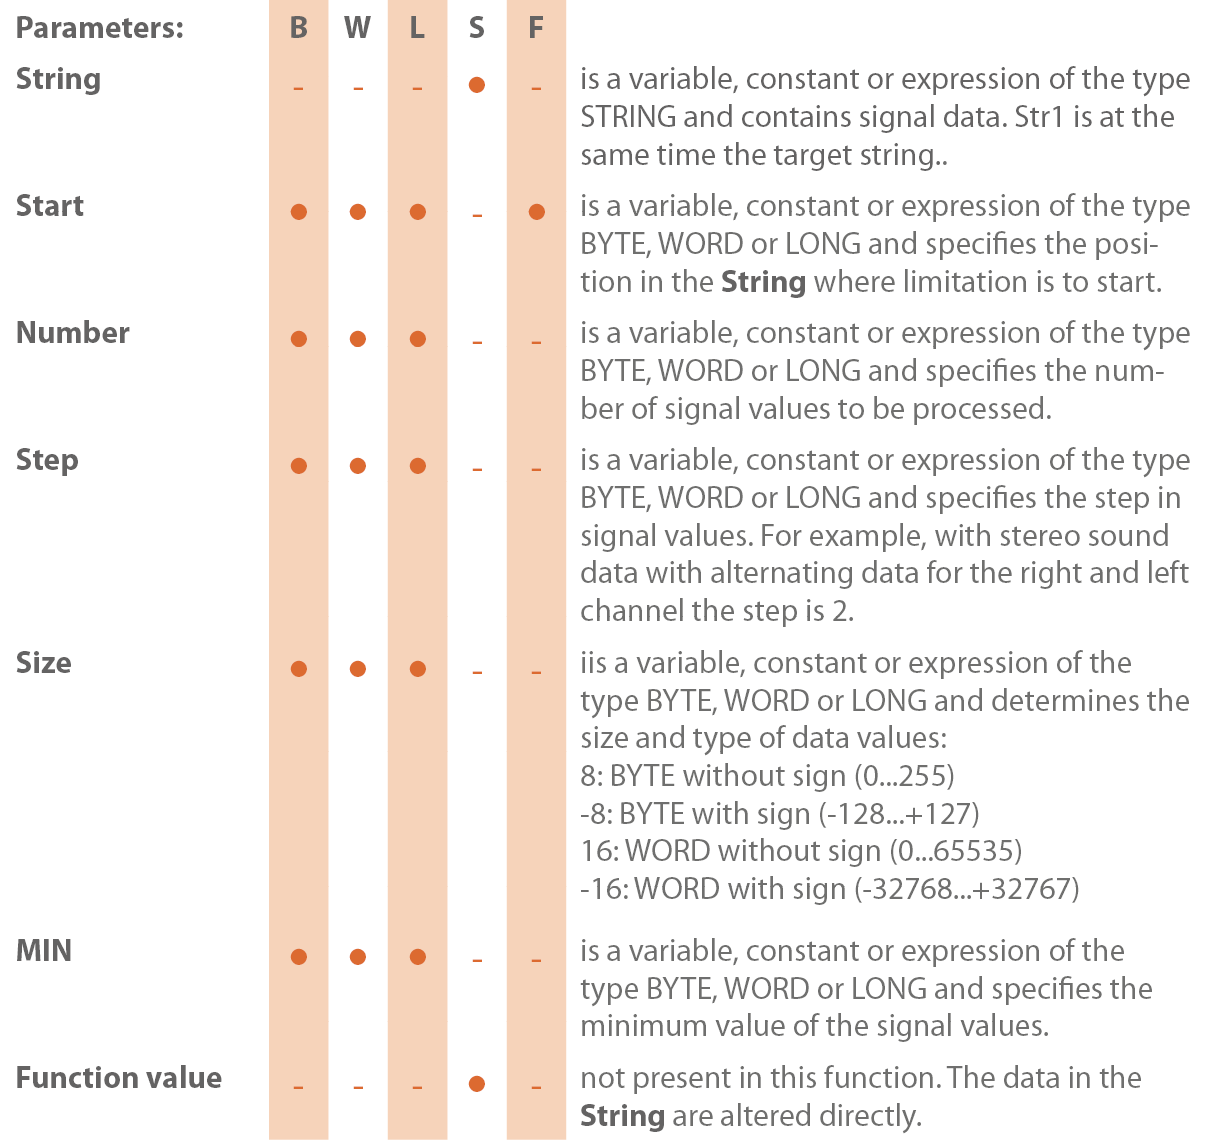 Parameters: B W L S F
String - - - ● - is a variable, constant or expression of the type
STRING and contains signal data. Str1 is at the
same time the target string..
Start ● ● ● - ● is a variable, constant or expression of the type
BYTE, WORD or LONG and specifies the posi-
tion in the String where limitation is to start.
Number ● ● ● - - is a variable, constant or expression of the type
BYTE, WORD or LONG and specifies the num-
ber of signal values to be processed.
Step ● ● ● - - is a variable, constant or expression of the type
BYTE, WORD or LONG and specifies the step in
signal values. For example, with stereo sound
data with alternating data for the right and left
channel the step is 2.
Size ● ● ● - - iis a variable, constant or expression of the
type BYTE, WORD or LONG and determines the
size and type of data values:
8: BYTE without sign (0...255)
-8: BYTE with sign (-128...+127)
16: WORD without sign (0...65535)
-16: WORD with sign (-32768...+32767)
MIN ● ● ● - - is a variable, constant or expression of the
type BYTE, WORD or LONG and specifies the
minimum value of the signal values.
Function value - - - ● - not present in this function. The data in the
String are altered directly.